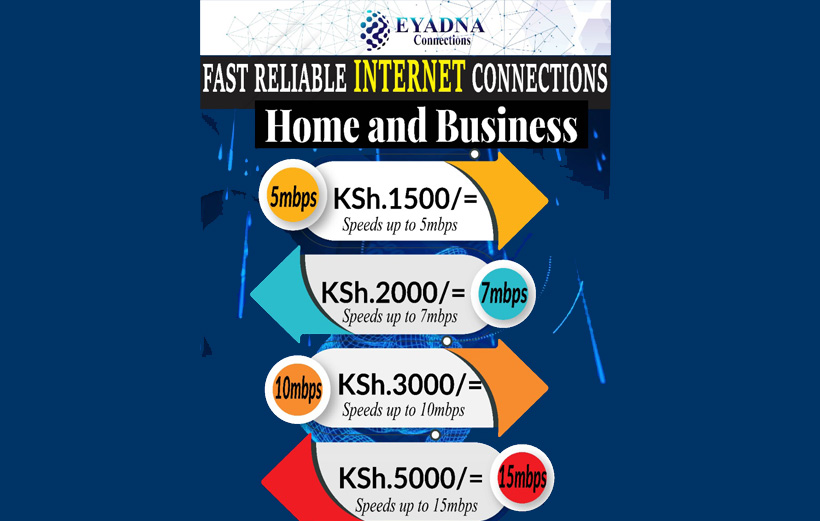 EYADNA
Connections
FAST RELIABLE INTERNET CONNECTIONS
Home and Business
5mbps
KSh.1500/=
Speeds up to 5mbps
KSh.2000/=
7mbps
Speeds up to 7mbps
10mbps
KSh.3000/=
Speeds up to 10mbps
KSh.5000/=
15mbps
Speeds up to 15mbps